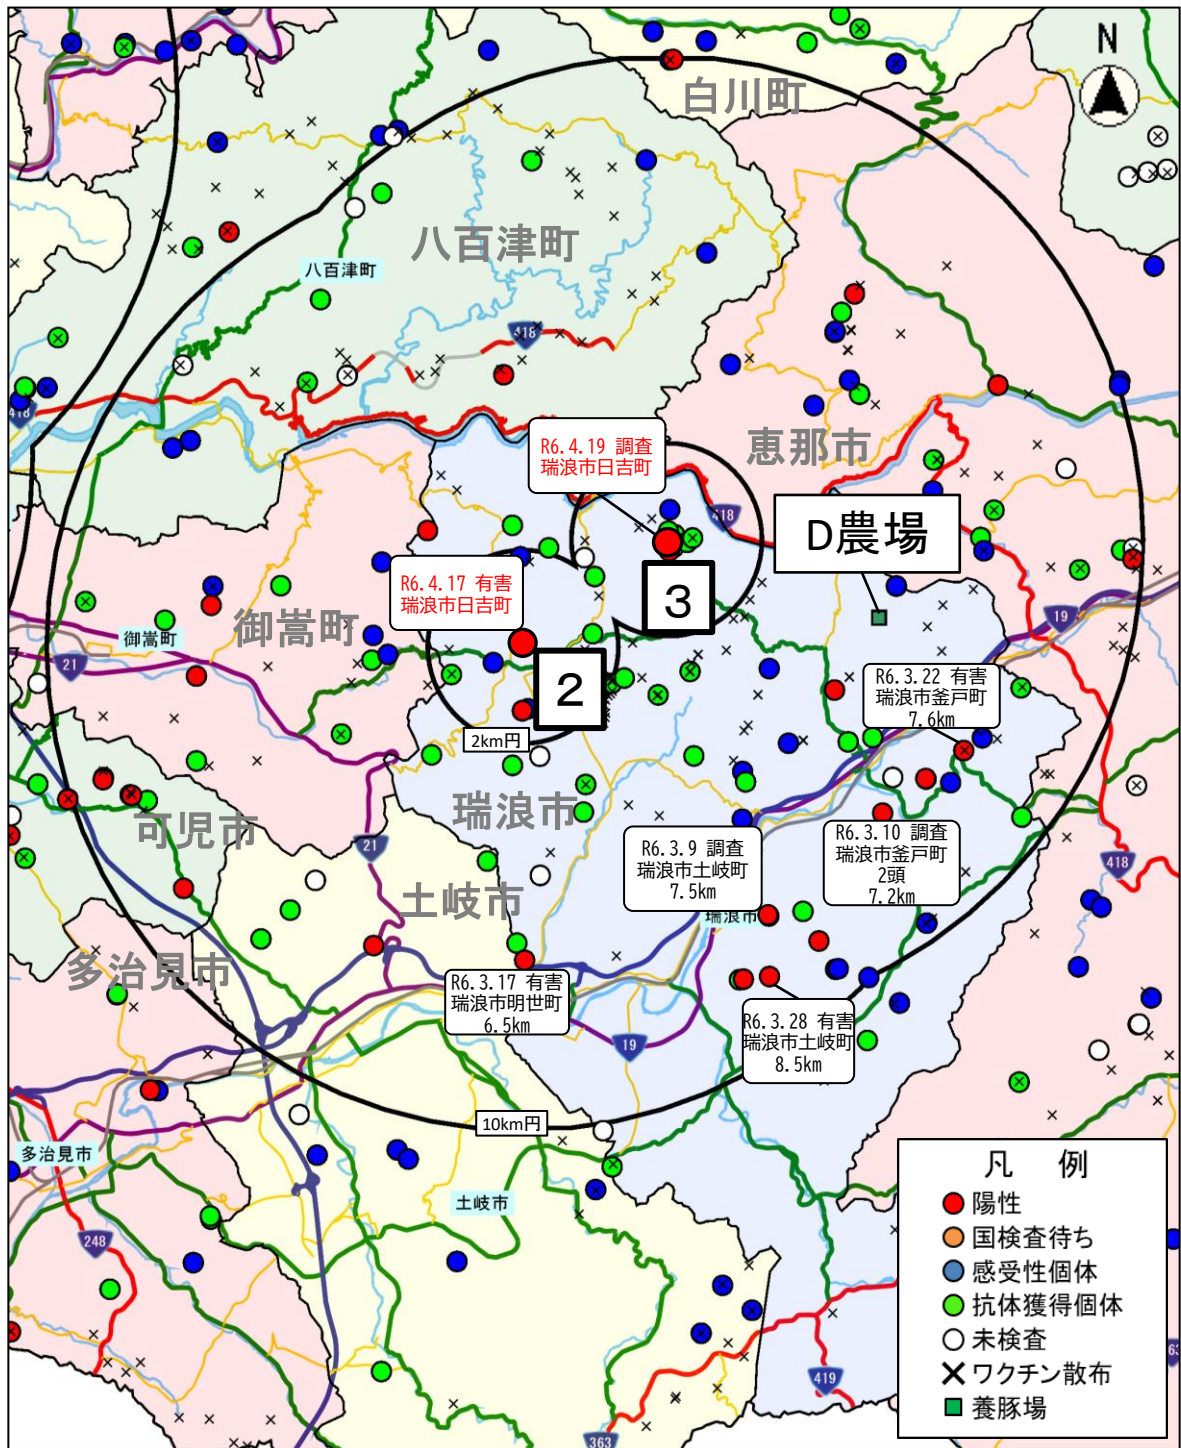 N
白川町
八百津町
八百津町
418
418
恵那市
R6.4.19 調査
瑞浪市日吉町
418
D農場
3
R6.4.17 有害
瑞浪市日吉町
御嵩町
御嵩町
21
19
2
2km円
R6.3.22 有害
瑞浪市釜戸町
7.6km
瑞浪市
可児市
21
R6.3.9 調査
瑞浪市土岐町
7.5km
R6.3.10 調査
瑞浪市釜戸町
2頭
7.2km
418
土岐市
瑞浪市
多治見市
R6.3.17 有害
瑞浪市明世町
6.5km
19
R6.3.28 有害
瑞浪市土岐町
8.5km
10km円
多治見市
土岐市
248
419
363
363
凡 例
陽性
国検査待ち
感受性個体
抗体獲得個体
未検査
ワクチン散布
養豚場